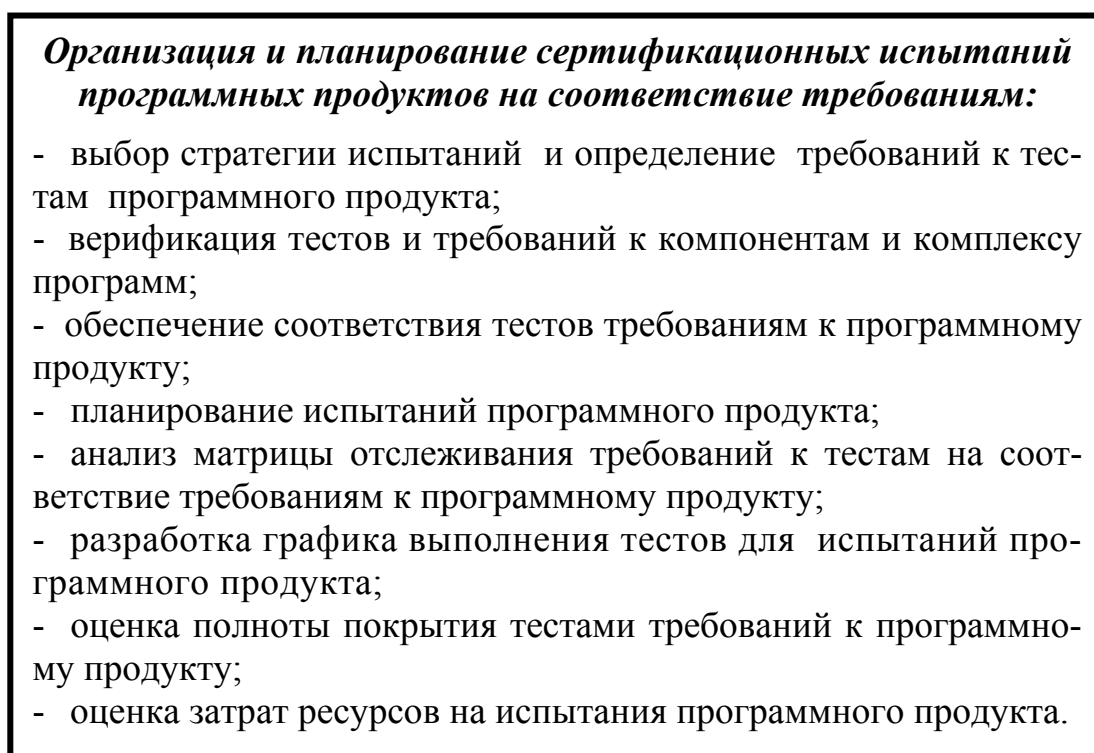 Организация и планирование сертификационных испытаний
программных продуктов на соответствие требованиям:
- выбор стратегии испытаний и определение требований к тес-
там программного продукта;
- верификация тестов и требований к компонентам и комплексу
программ;
- обеспечение соответствия тестов требованиям к программному
продукту;
- планирование испытаний программного продукта;
- анализ матрицы отслеживания требований к тестам на соот-
ветствие требованиям к программному продукту;
- разработка графика выполнения тестов для испытаний про-
граммного продукта;
- оценка полноты покрытия тестами требований к программно-
му продукту;
- оценка затрат ресурсов на испытания программного продукта.